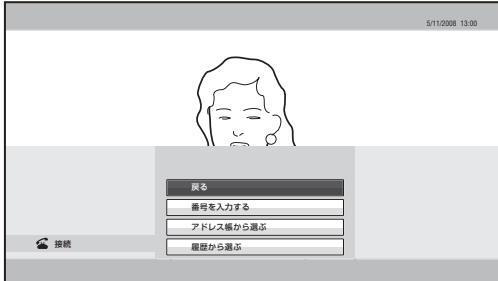 5/11/2008 13:00
戻る
番号を入力する
アドレス帳から選ぶ
接続
履歴から選ぶ